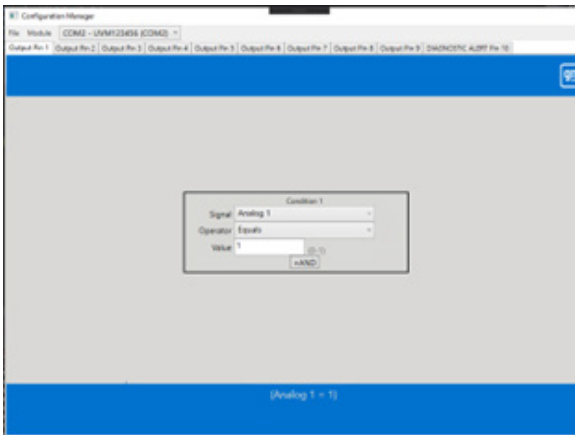 Configuration Manager
File Module COM2 - UVM123456 (COM2)
Output Pin 1 Output Pin 2 Output Pin 3 Output Pin 4 Output Pin 5 Output Pin 6 Output Pin 7 Output Pin 8 Output Pin 9 DIAGNOSTIC ALERT Pin 10
Condition 1
Signal Analog 1
Operator Equals
Value 1 (0-1)
+AND
(Analog 1 = 1)